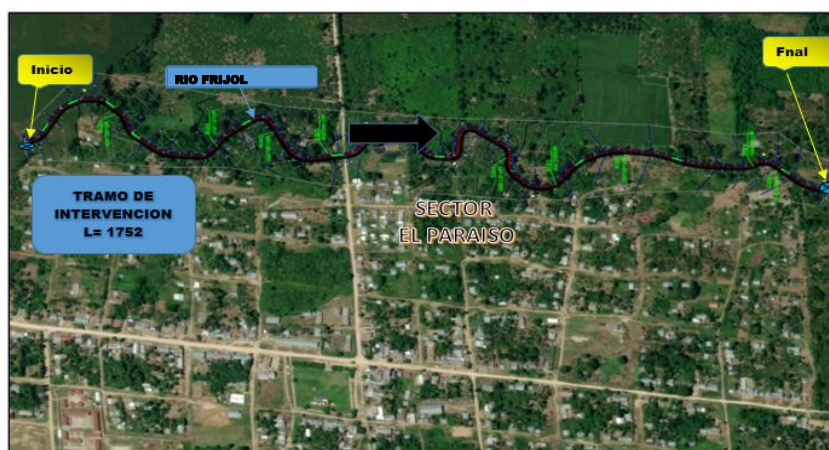 Inicio
RIO FRIJOL
Fnal
TRAMO DE
INTERVENCION
L= 1752
SECTOR
EL PARAISO